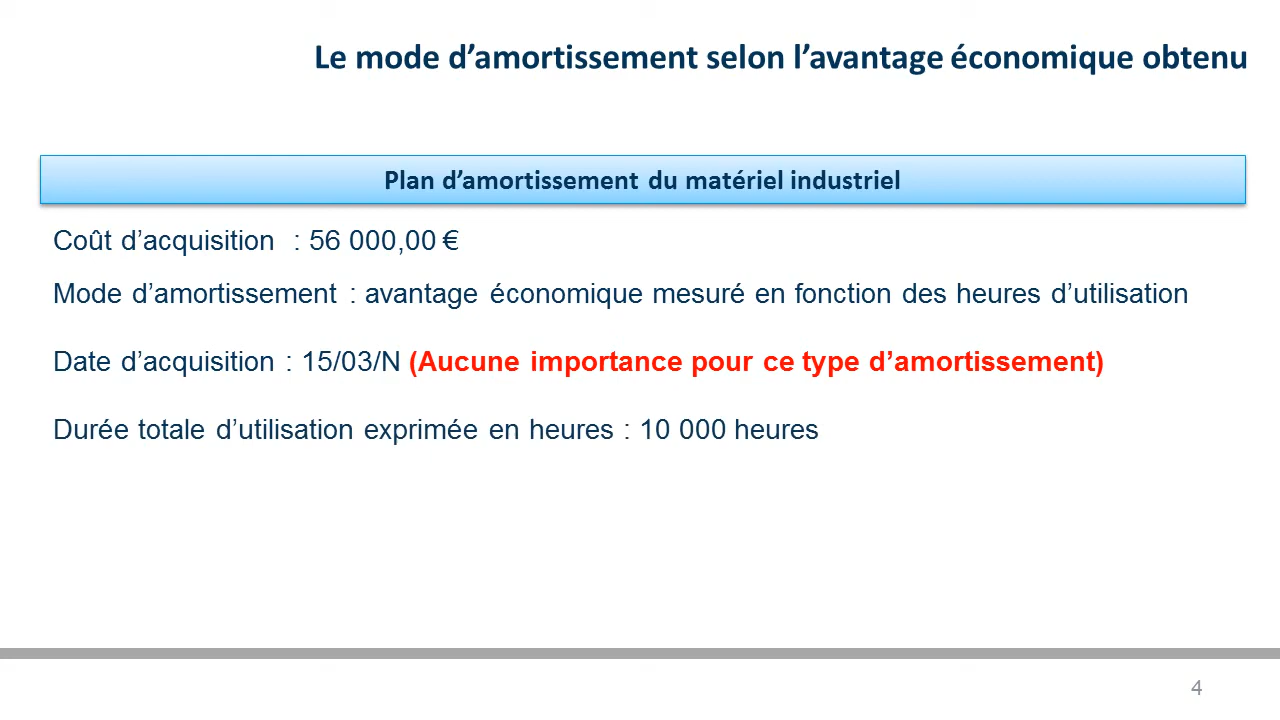 Le mode d’amortissement selon l’avantage économique obtenu
Plan d’amortissement du matériel industriel
Coût d’acquisition : 56 000,00 €
Mode d’amortissement : avantage économique mesuré en fonction des heures d’utilisation
Date d’acquisition : 15/03/N (Aucune importance pour ce type d’amortissement)
Durée totale d’utilisation exprimée en heures : 10 000 heures
4